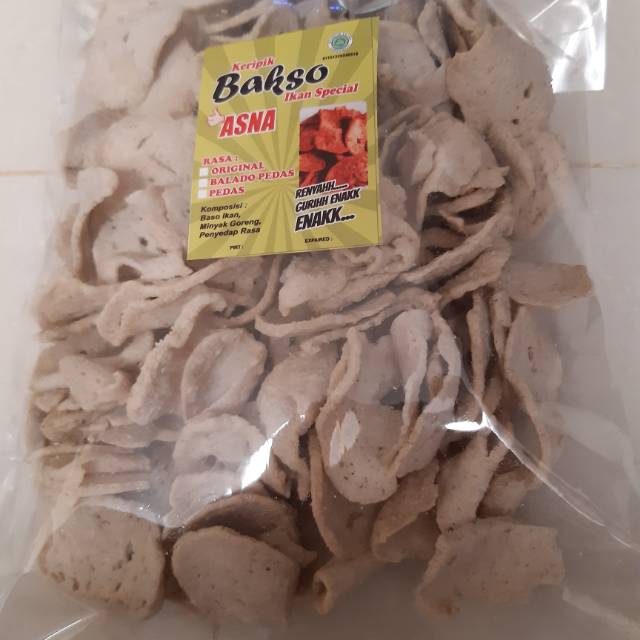 Keripik
Bakso
Ikan Special
ASNA
RASA :
ORIGINAL
BALADO PEDAS
PEDAS
Komposisi :
Baso Ikan,
Minyak Goreng,
Penyedap Rasa
RENYAHH.....
GURIHH ENAKK
ENAKK...
PIRT :
EXPIRED :